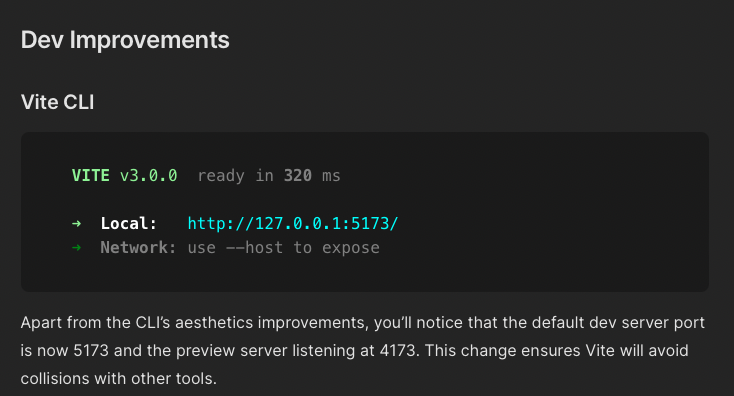 Dev Improvements
Vite CLI
VITE v3.0.0 ready in 320 ms
➜ Local: http://127.0.0.1:5173/
➜ Network: use --host to expose
Apart from the CLI’s aesthetics improvements, you’ll notice that the default dev server port
is now 5173 and the preview server listening at 4173. This change ensures Vite will avoid
collisions with other tools.